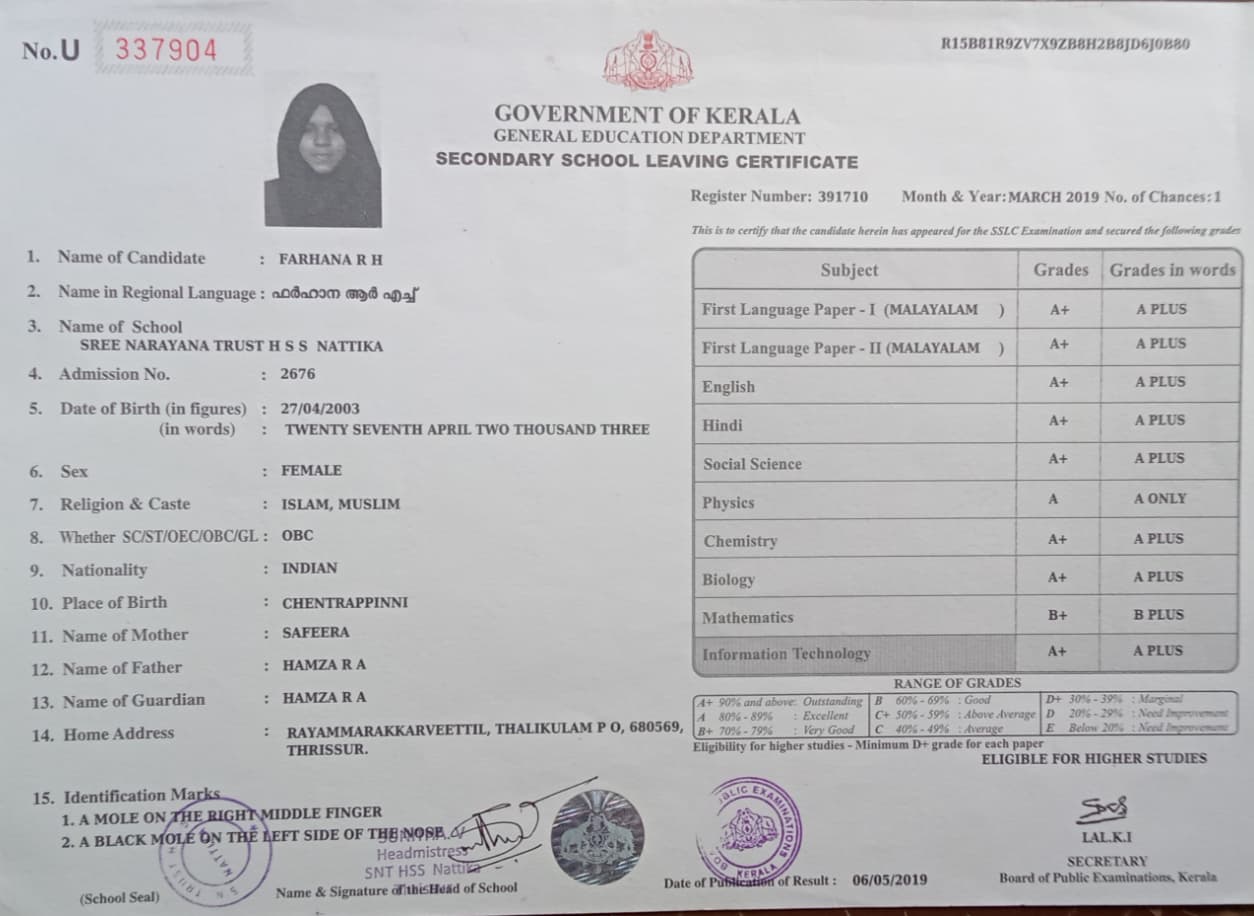 No. U 337904
R15B81R9ZV7X9ZB8H2B8JD6J0B80
GOVERNMENT OF KERALA
GENERAL EDUCATION DEPARTMENT
SECONDARY SCHOOL LEAVING CERTIFICATE
Register Number: 391710 Month & Year: MARCH 2019 No. of Chances: 1
This is to certify that the candidate herein has appeared for the SSLC Examination and secured the following grades
1. Name of Candidate : FARHANA R H
2. Name in Regional Language : ഫർഹാന ആർ എച്ച്
3. Name of School
SREE NARAYANA TRUST H S S NATTIKA
4. Admission No. : 2676
5. Date of Birth (in figures) : 27/04/2003
(in words) : TWENTY SEVENTH APRIL TWO THOUSAND THREE
6. Sex : FEMALE
7. Religion & Caste : ISLAM, MUSLIM
8. Whether SC/ST/OEC/OBC/GL : OBC
9. Nationality : INDIAN
10. Place of Birth : CHENTRAPPINNI
11. Name of Mother : SAFEERA
12. Name of Father : HAMZA R A
13. Name of Guardian : HAMZA R A
14. Home Address : RAYAMMARAKKARVEETTIL, THALIKULAM P O, 680569,
THRISSUR.
15. Identification Marks
1. A MOLE ON THE RIGHT MIDDLE FINGER
2. A BLACK MOLE ON THE LEFT SIDE OF THE NOSE
Headmistress
SNT HSS Nattika
(School Seal)
Name & Signature of the Head of School
Subject Grades Grades in words
First Language Paper - I (MALAYALAM ) A+ A PLUS
First Language Paper - II (MALAYALAM ) A+ A PLUS
English A+ A PLUS
Hindi A+ A PLUS
Social Science A+ A PLUS
Physics A A ONLY
Chemistry A+ A PLUS
Biology A+ A PLUS
Mathematics B+ B PLUS
Information Technology A+ A PLUS
RANGE OF GRADES
A+ 90% and above: Outstanding B 60% - 69% : Good D+ 30% - 39% : Marginal
A 80% - 89% : Excellent C+ 50% - 59% : Above Average D 20% - 29% : Need Improvement
B+ 70% - 79% : Very Good C 40% - 49% : Average E Below 20% : Need Improvement
Eligibility for higher studies - Minimum D+ grade for each paper
ELIGIBLE FOR HIGHER STUDIES
PUBLIC EXAMINATIONS
KERALA
LAL.K.I
SECRETARY
Board of Public Examinations, Kerala
Date of Publication of Result : 06/05/2019